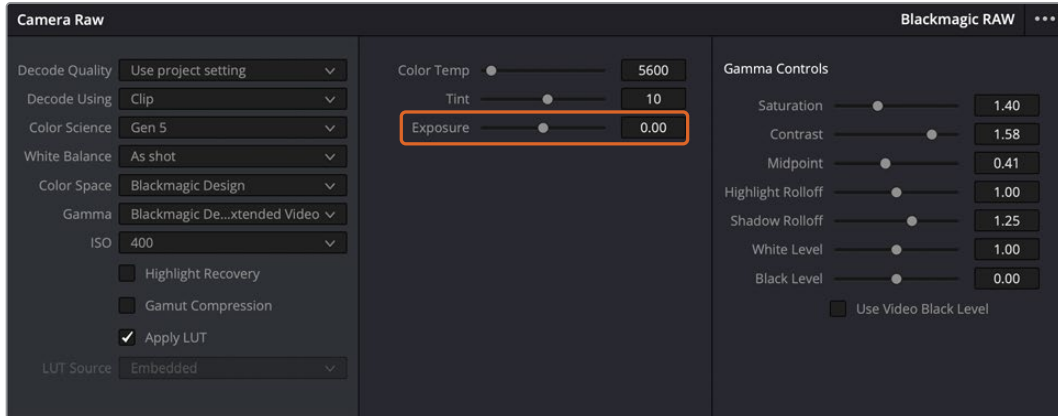 Camera Raw
Blackmagic RAW
Decode Quality Use project setting
Decode Using Clip
Color Science Gen 5
White Balance As shot
Color Space Blackmagic Design
Gamma Blackmagic De...xtended Video
ISO 400
Highlight Recovery
Gamut Compression
Apply LUT
LUT Source Embedded
Color Temp 5600
Tint 10
Exposure 0.00
Gamma Controls
Saturation 1.40
Contrast 1.58
Midpoint 0.41
Highlight Rolloff 1.00
Shadow Rolloff 1.25
White Level 1.00
Black Level 0.00
Use Video Black Level